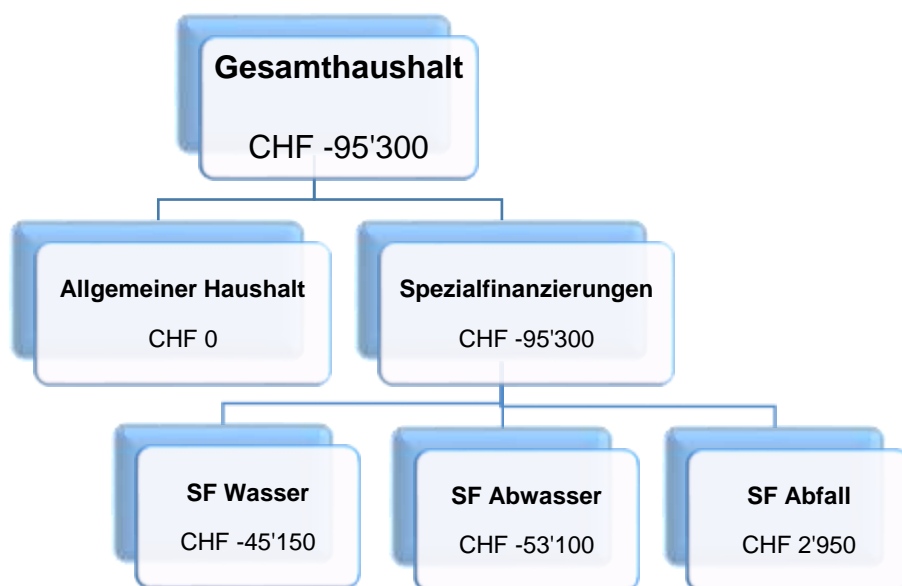 Gesamthaushalt
CHF -95'300
Allgemeiner Haushalt
CHF 0
Spezialfinanzierungen
CHF -95'300
SF Wasser
CHF -45'150
SF Abwasser
CHF -53'100
SF Abfall
CHF 2'950